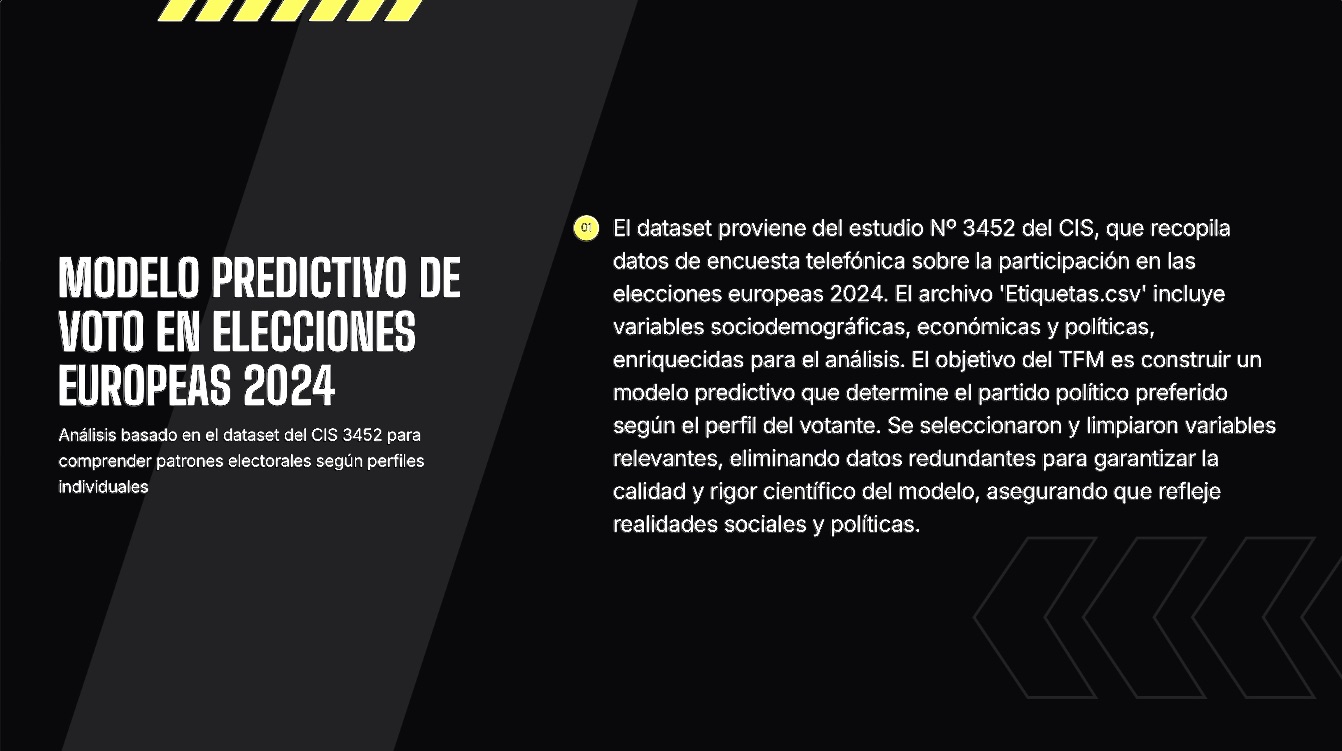 MODELO PREDICTIVO DE
VOTO EN ELECCIONES
EUROPEAS 2024
Análisis basado en el dataset del CIS 3452 para
comprender patrones electorales según perfiles
individuales
01
El dataset proviene del estudio Nº 3452 del CIS, que recopila
datos de encuesta telefónica sobre la participación en las
elecciones europeas 2024. El archivo 'Etiquetas.csv' incluye
variables sociodemográficas, económicas y políticas,
enriquecidas para el análisis. El objetivo del TFM es construir un
modelo predictivo que determine el partido político preferido
según el perfil del votante. Se seleccionaron y limpiaron variables
relevantes, eliminando datos redundantes para garantizar la
calidad y rigor científico del modelo, asegurando que refleje
realidades sociales y políticas.